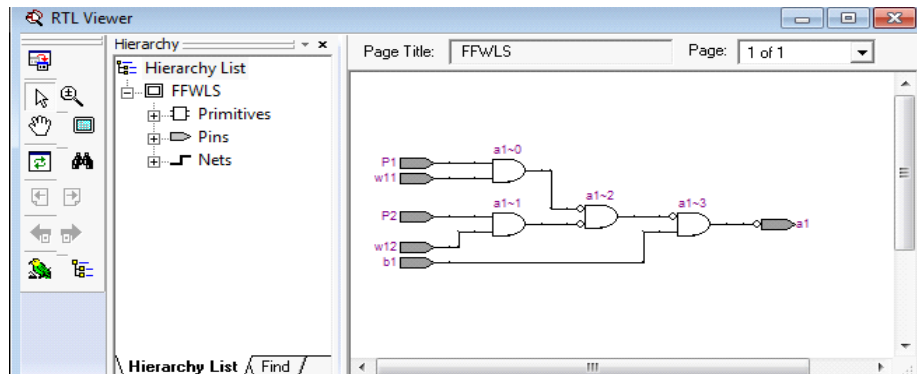 RTL Viewer
Hierarchy
Hierarchy List
FFWLS
Primitives
Pins
Nets
Hierarchy List Find
Page Title: FFWLS Page: 1 of 1
a1~0
P1
w11
a1~2
a1~1
a1~3
P2
a1
w12
b1